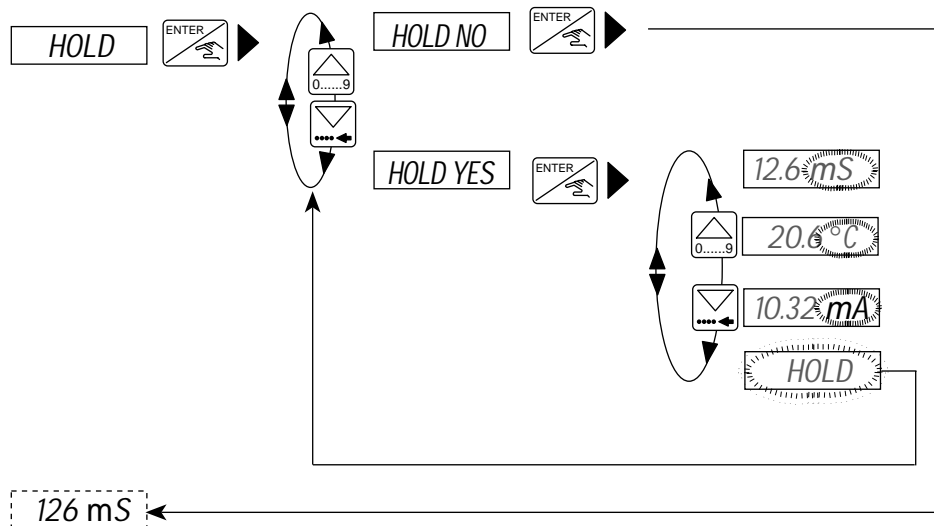 HOLD
ENTER
0......9
HOLD NO
ENTER
HOLD YES
ENTER
0......9
12.6 mS
20.6 °C
10.32 mA
HOLD
126 mS